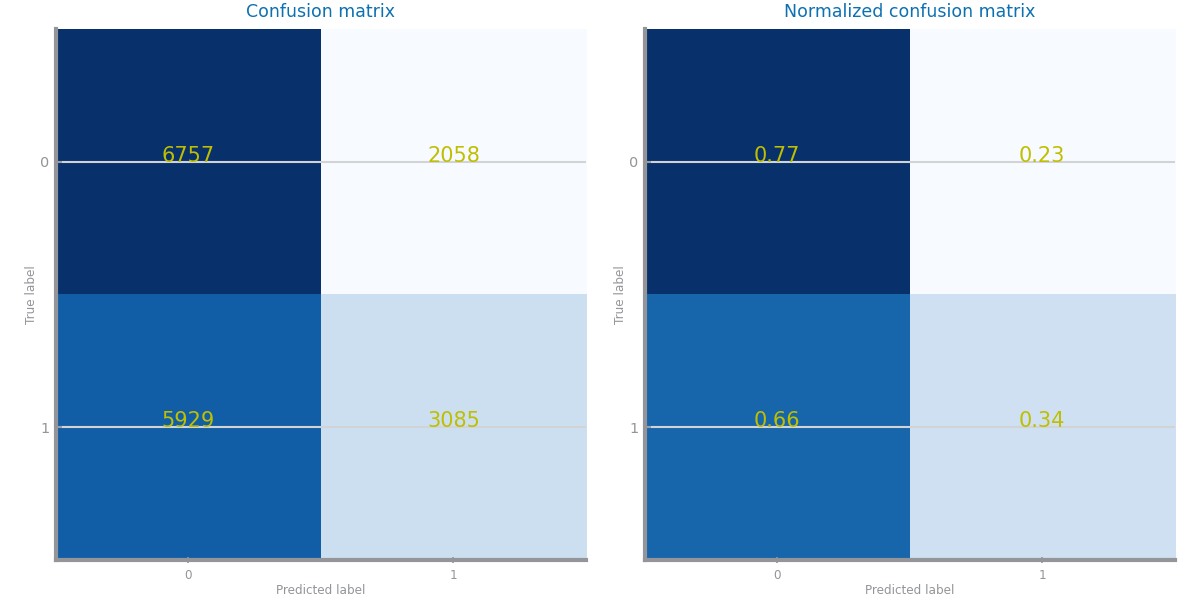 Confusion matrix
0
6757
2058
True label
1
5929
3085
0
1
Predicted label
Normalized confusion matrix
0
0.77
0.23
True label
1
0.66
0.34
0
1
Predicted label